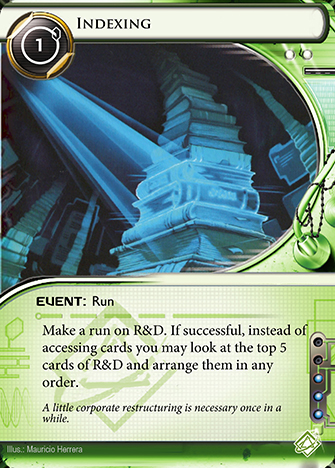 INDEXING
1
EVENT: Run
Make a run on R&D. If successful, instead of
accessing cards you may look at the top 5
cards of R&D and arrange them in any
order.
A little corporate restructuring is necessary once in a
while.
Illus.: Mauricio Herrera